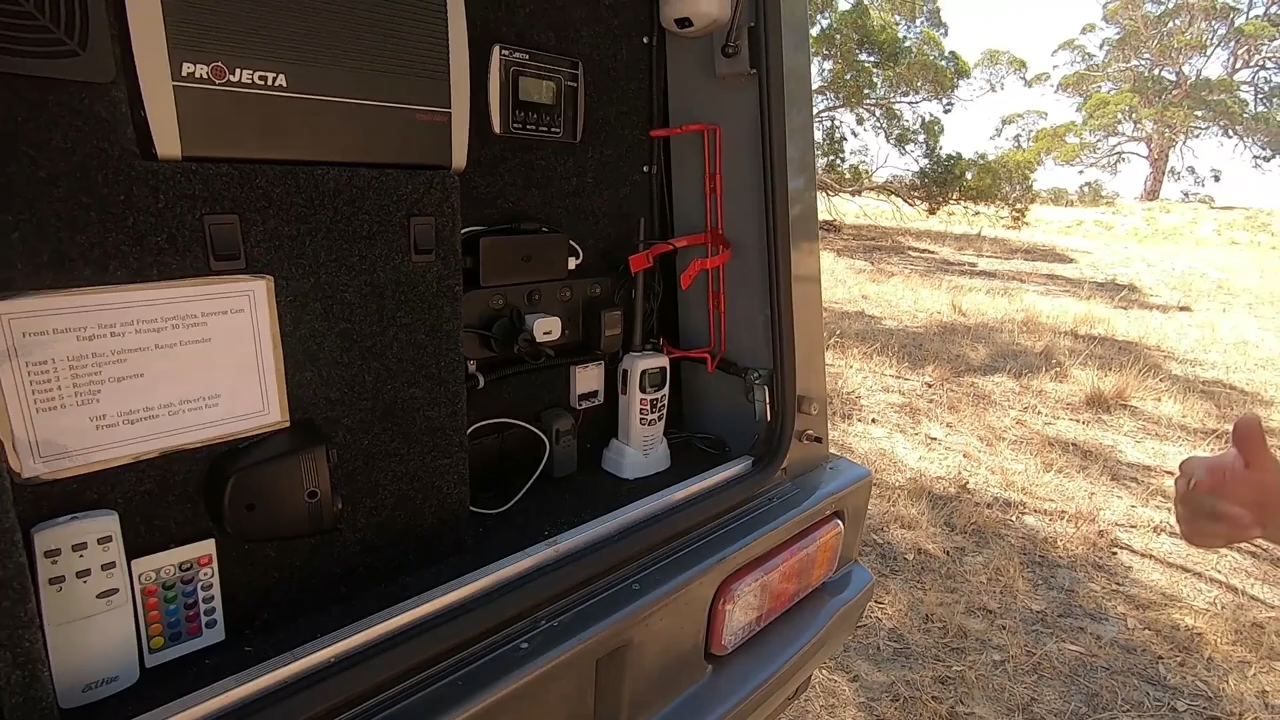 PROJECTA
PROJECTA
Front Battery – Rear and Front Spotlights, Reverse Cam
Engine Bay – Manager 30 System
Fuse 1 – Light Bar, Voltmeter, Range Extender
Fuse 2 – Rear cigarette
Fuse 3 – Shower
Fuse 4 – Rooftop Cigarette
Fuse 5 – Fridge
Fuse 6 – LED's
VHF – Under the dash, driver's side
Front Cigarette – Car's own fuse
dji